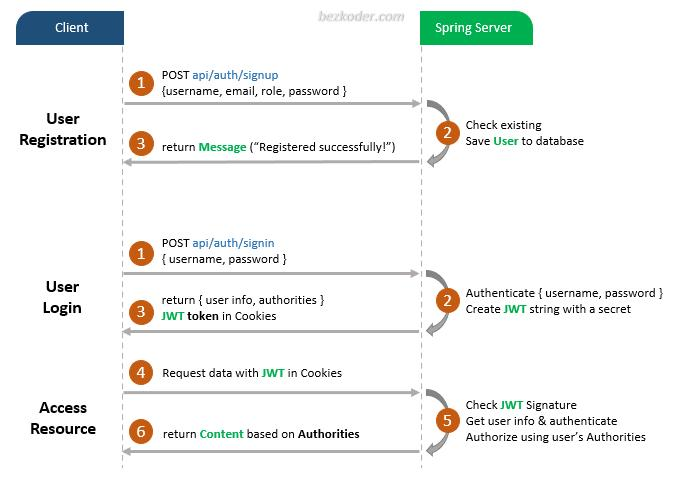 bezkoder.com
Client
Spring Server
User
Registration
1
POST api/auth/signup
{username, email, role, password }
2
Check existing
Save User to database
3
return Message (“Registered successfully!”)
User
Login
1
POST api/auth/signin
{ username, password }
2
Authenticate { username, password }
Create JWT string with a secret
3
return { user info, authorities }
JWT token in Cookies
Access
Resource
4
Request data with JWT in Cookies
5
Check JWT Signature
Get user info & authenticate
Authorize using user’s Authorities
6
return Content based on Authorities